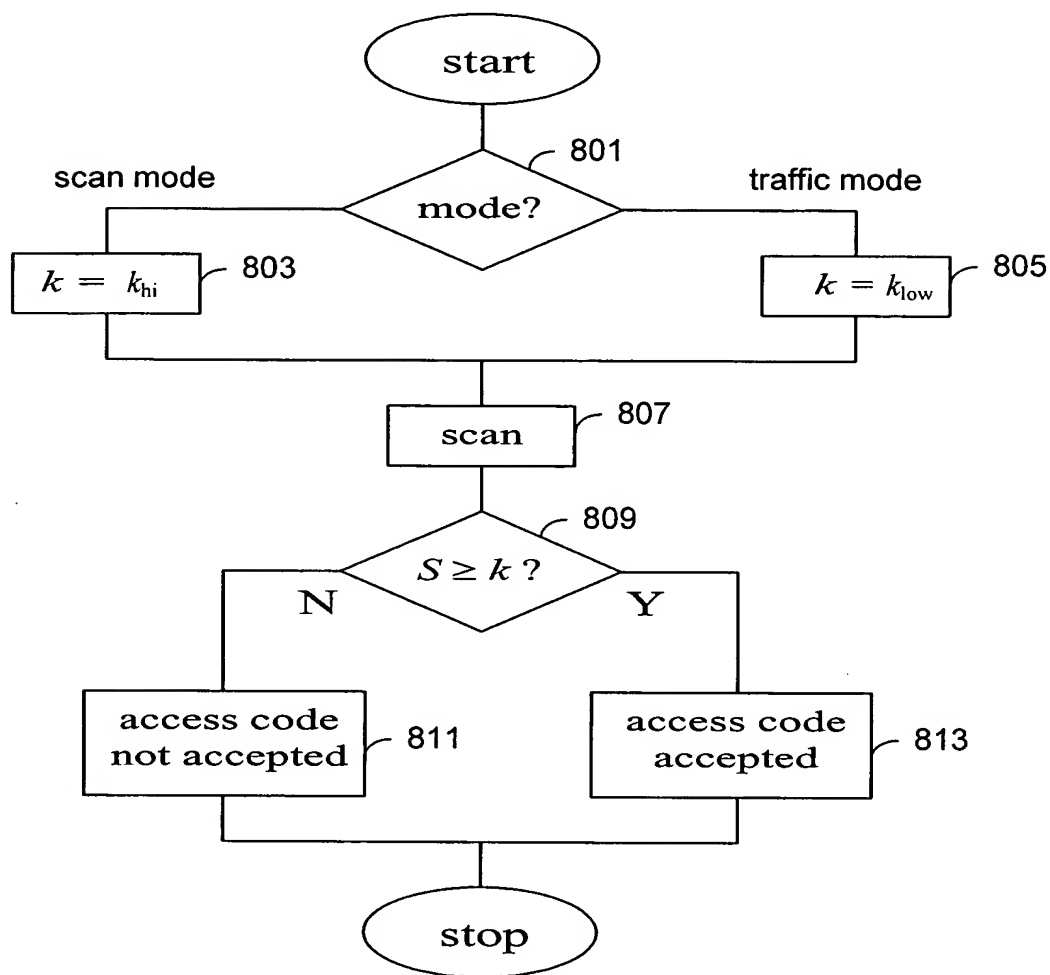 start
801
scan mode
traffic mode
mode?
k = k_hi
803
k = k_low
805
scan
807
809
S ≥ k ?
N
Y
access code
not accepted
811
access code
accepted
813
stop